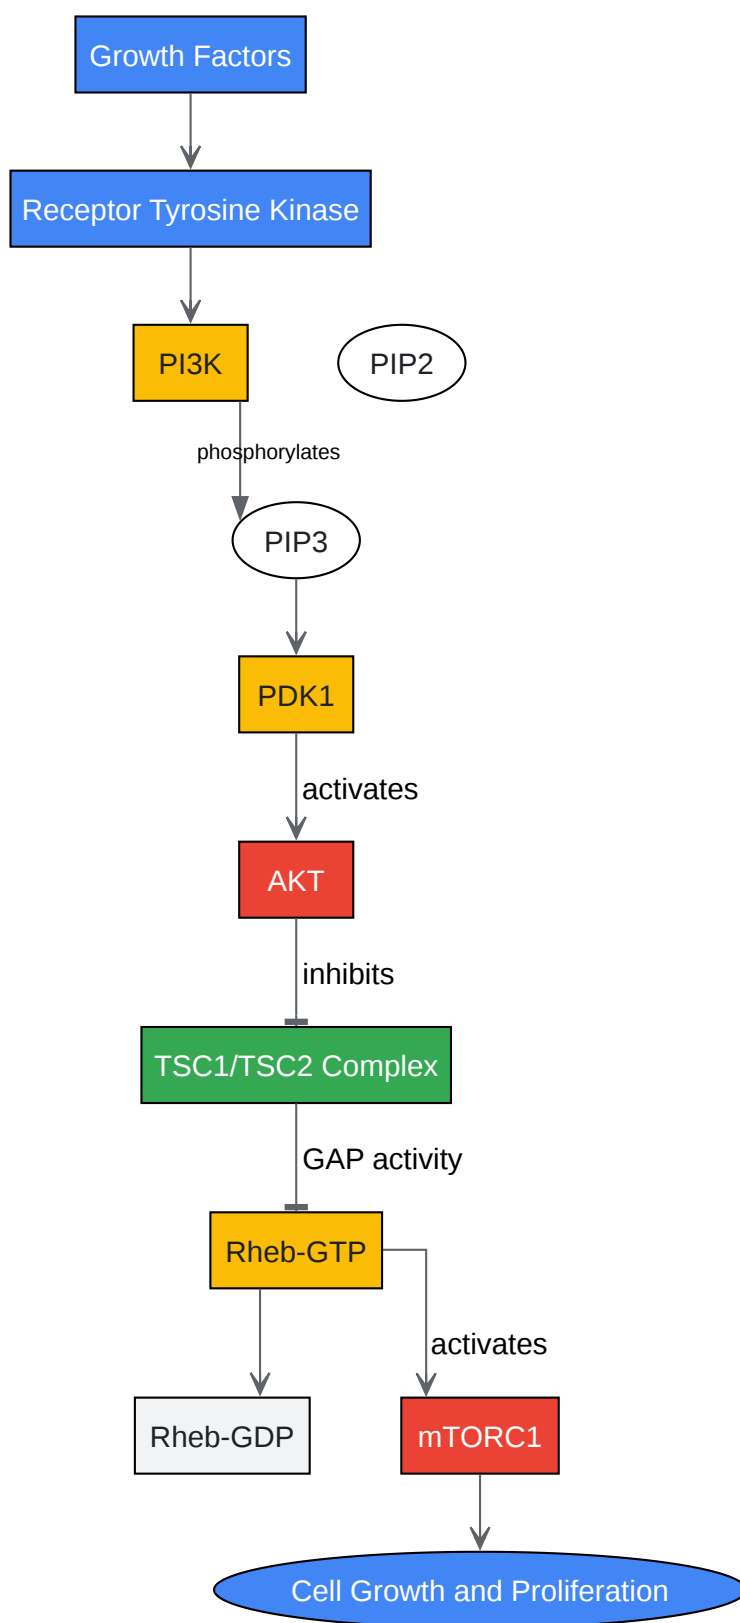 Growth Factors
Receptor Tyrosine Kinase
PI3K
PIP2
phosphorylates
PIP3
PDK1
activates
AKT
inhibits
TSC1/TSC2 Complex
GAP activity
Rheb-GTP
activates
Rheb-GDP
mTORC1
Cell Growth and Proliferation